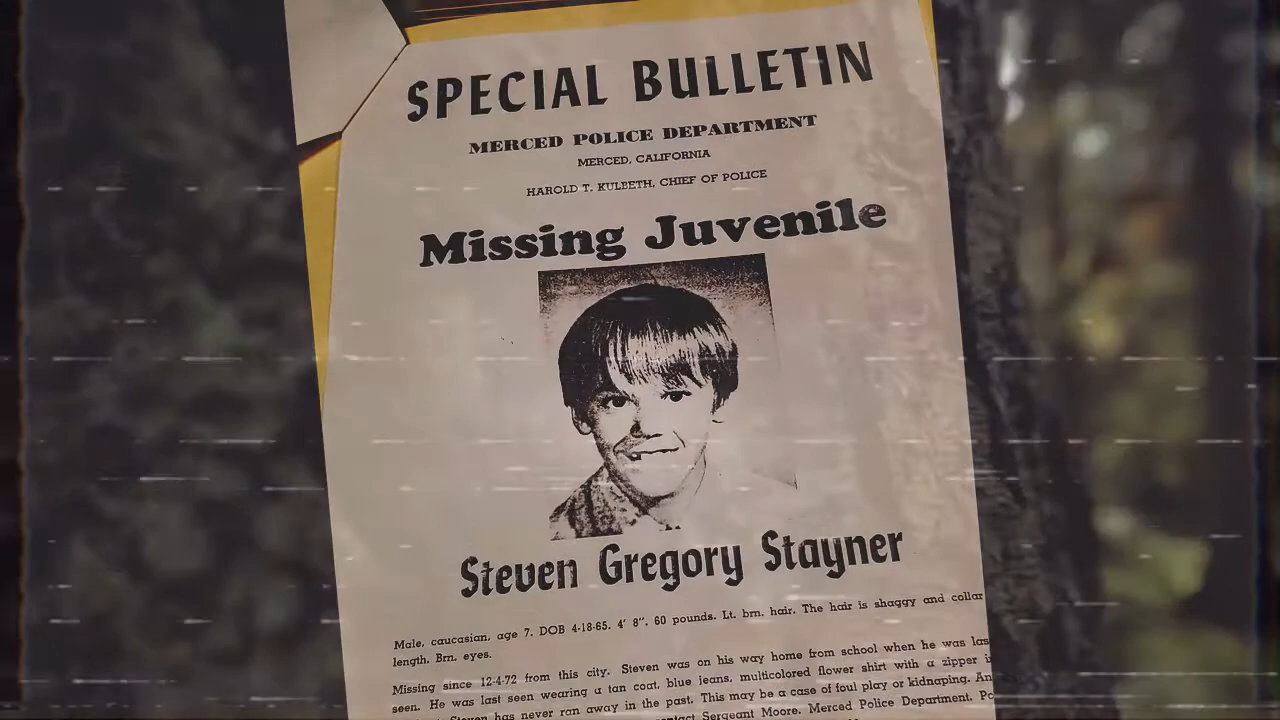 SPECIAL BULLETIN
MERCED POLICE DEPARTMENT
MERCED, CALIFORNIA
HAROLD T. KULBETH, CHIEF OF POLICE
Missing Juvenile
Steven Gregory Stayner
Male, caucasian, age 7. DOB 4-18-65. 4' 8". 60 pounds. Lt. brn. hair. The hair is shaggy and collar
length. Brn. eyes.
Missing since 12-4-72 from this city. Steven was on his way home from school when he was las
seen. He was last seen wearing a tan coat, blue jeans, multicolored flower shirt with a zipper i
Steven has never ran away in the past. This may be a case of foul play or kidnaping. An
contact Sergeant Moore. Merced Police Department. Po